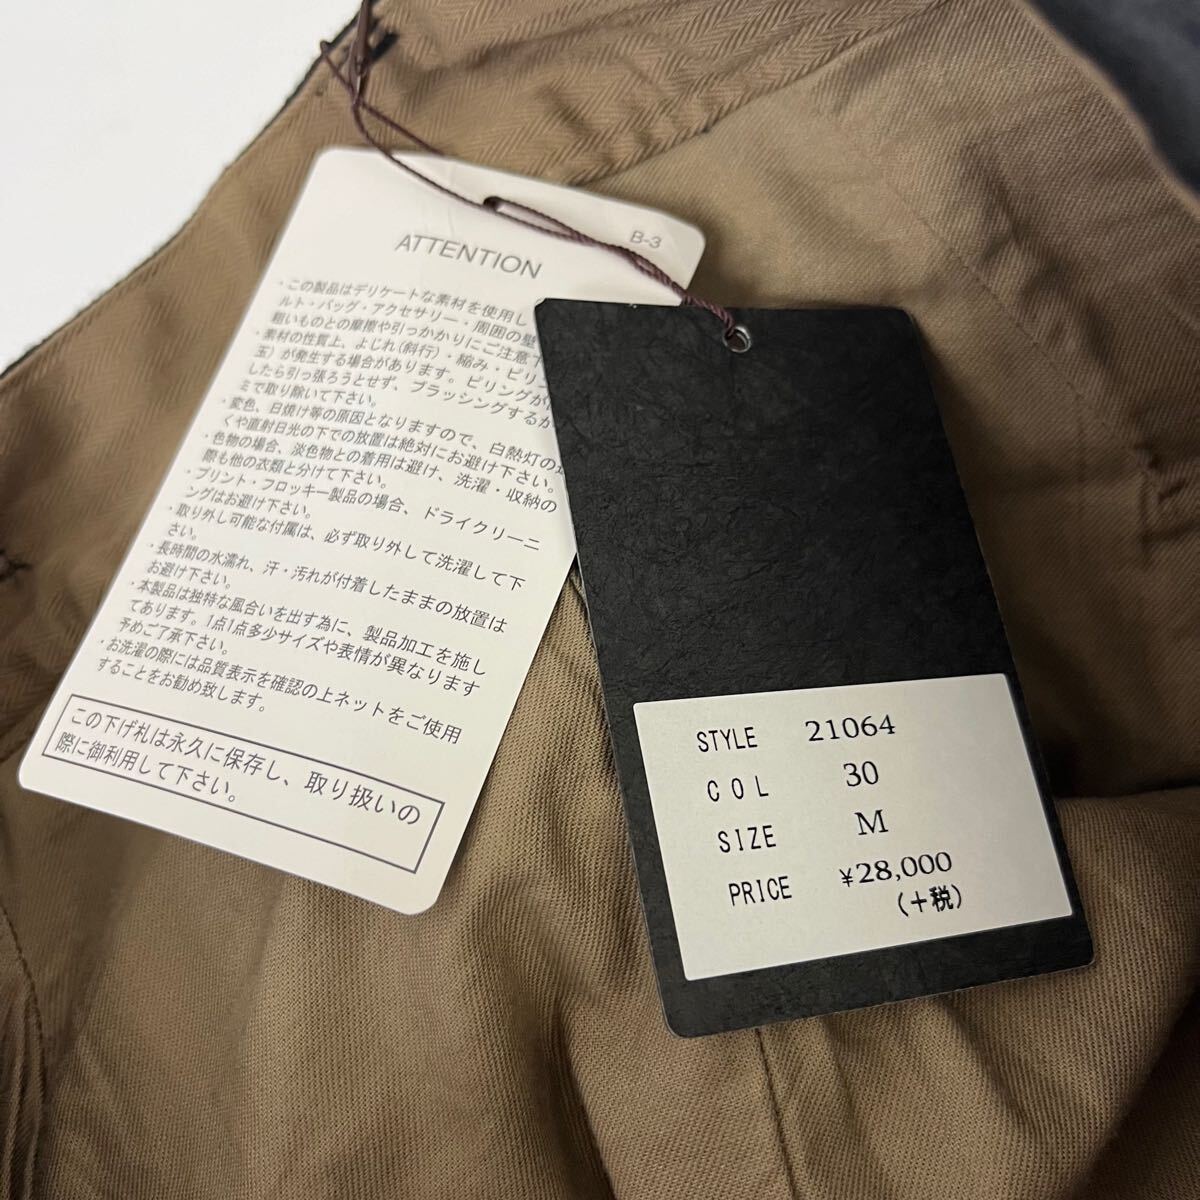 B-3
ATTENTION
・この製品はデリケートな素材を使用し
ルト・バッグ・アクセサリー・周囲の壁
粗いものとの摩擦や引っかかりにご注意下
・素材の性質上、よじれ(斜行)・縮み・ピリ
玉)が発生する場合があります。ピリングが
したら引っ張ろうとせず、ブラッシングするか
ミで取り除いて下さい。
・変色、日焼け等の原因となりますので、白熱灯の
くや直射日光の下での放置は絶対にお避け下さい。
・色物の場合、淡色物との着用は避け、洗濯・収納の
際も他の衣類と分けて下さい。
・プリント・フロッキー製品の場合、ドライクリーニ
ングはお避け下さい。
・取り外し可能な付属は、必ず取り外して洗濯して下
さい。
・長時間の水濡れ、汗・汚れが付着したままの放置は
お避け下さい。
・本製品は独特な風合いを出す為に、製品加工を施し
てあります。1点1点多少サイズや表情が異なります
予めご了承下さい。
・お洗濯の際には品質表示を確認の上ネットをご使用
することをお勧め致します。
この下げ札は永久に保存し、取り扱いの
際に御利用して下さい。
STYLE 21064
COL 30
SIZE M
PRICE ¥28,000
(+税)